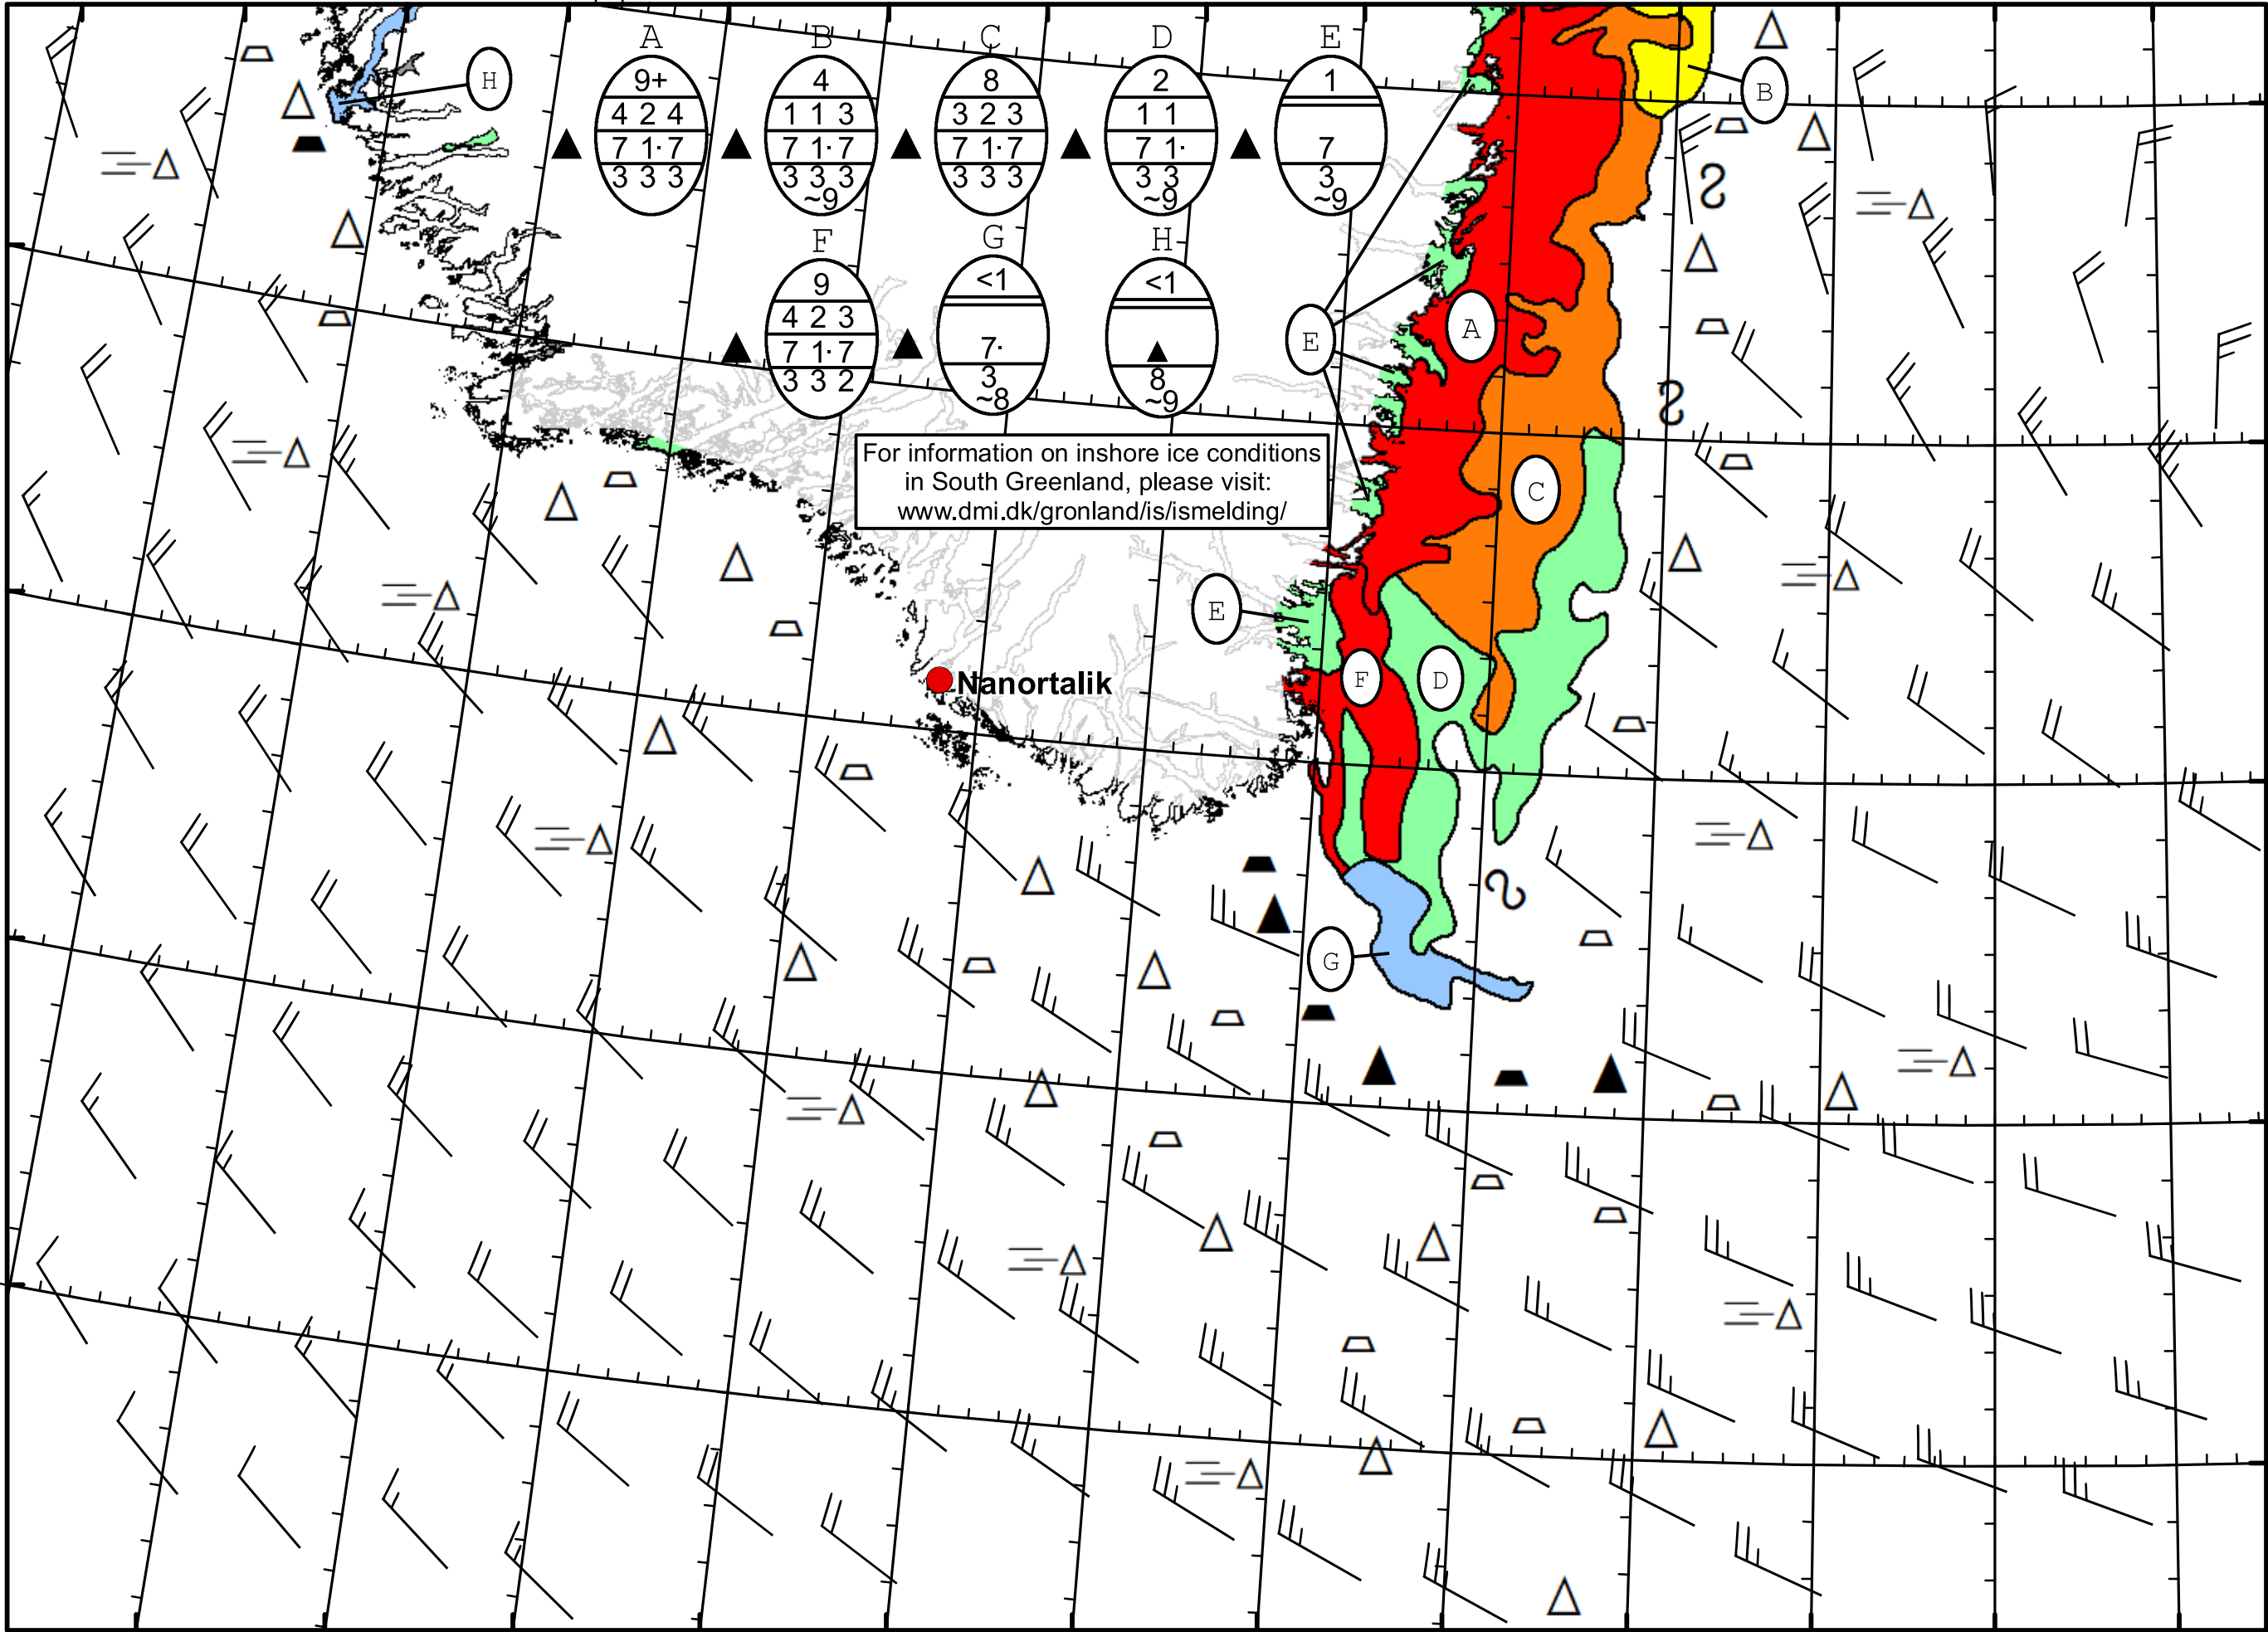 A B C D E
9+ 4 8 2 1
4 2 4 1 1 3 3 2 3 1 1
7 1· 7 7 1· 7 7 1· 7 7 1· 7
3 3 3 3 3 3 3 3 3 3 3 3
~9 ~9 ~9
F G H
9 <1 <1
4 2 3
7 1· 7 7·
3 3 2 3 8
~8 ~9
H
B
A
E
For information on inshore ice conditions
in South Greenland, please visit:
www.dmi.dk/gronland/is/ismelding/
C
E
F
D
Nanortalik
G